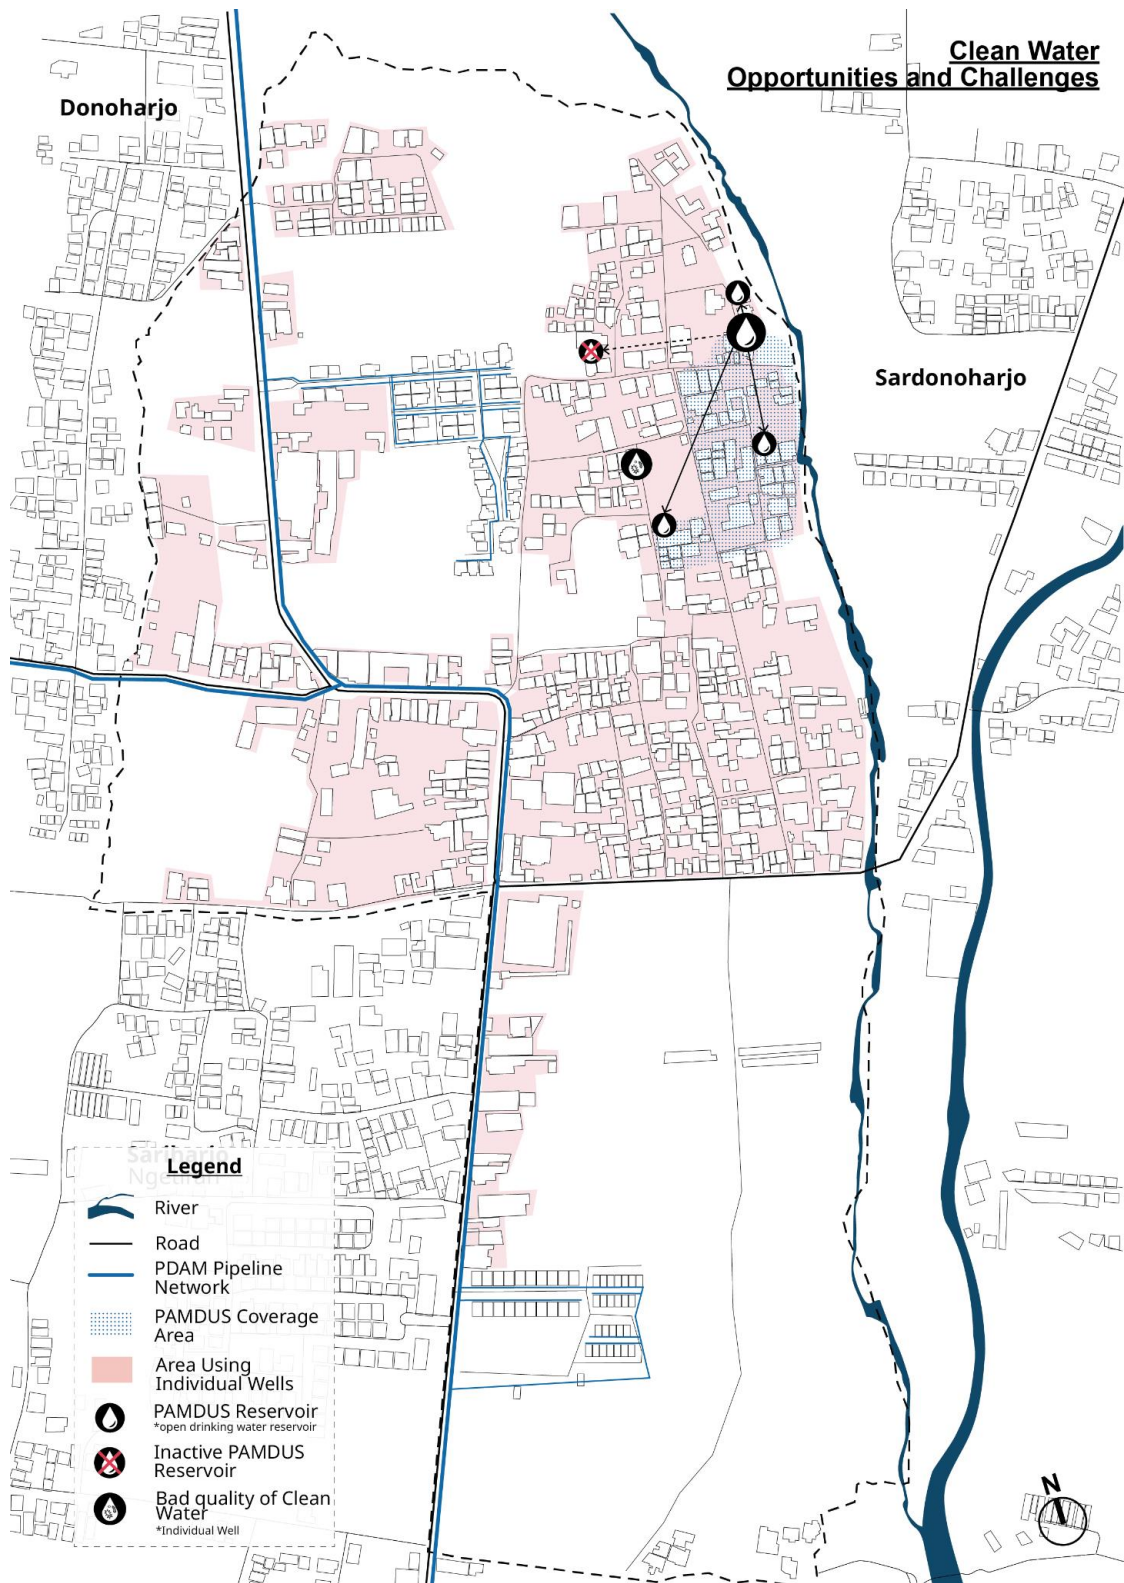 Clean Water
Opportunities and Challenges
Donoharjo
Sardonoharjo
Sariharjo
Legend
River
Road
PDAM Pipeline
Network
PAMDUS Coverage
Area
Area Using
Individual Wells
PAMDUS Reservoir
*open drinking water reservoir
Inactive PAMDUS
Reservoir
Bad quality of Clean
Water
*Individual Well
N